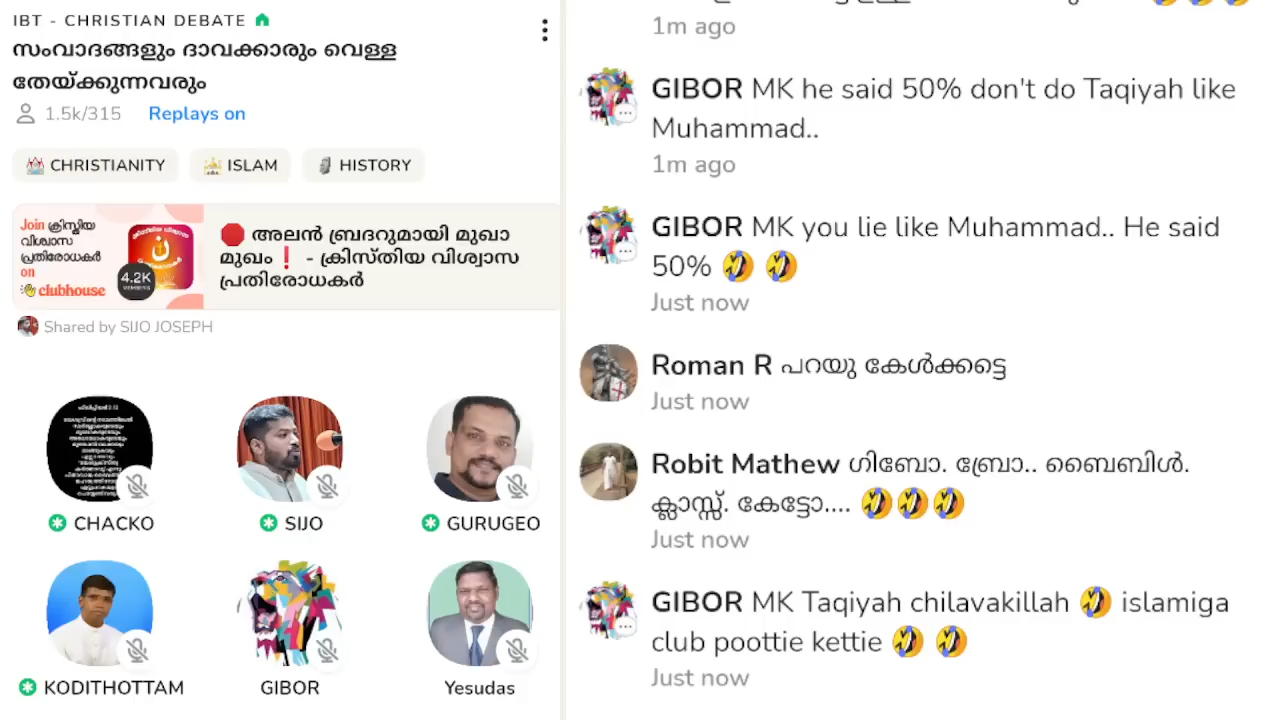 IBT - CHRISTIAN DEBATE
സംവാദങ്ങളും ദാവക്കാരും വെള്ള
തേയ്ക്കുന്നവരും
1.5k/315 Replays on
CHRISTIANITY ISLAM HISTORY
Join ക്രിസ്തീയ
വിശ്വാസ
പ്രതിരോധകർ
on
clubhouse
4.2K
MEMBERS
അലൻ ബ്രദറുമായി മുഖാ
മുഖം❗ - ക്രിസ്തിയ വിശ്വാസ
പ്രതിരോധകർ
Shared by SIJO JOSEPH
CHACKO SIJO GURUGEO
KODITHOTTAM GIBOR Yesudas
1m ago
GIBOR MK he said 50% don't do Taqiyah like
Muhammad..
1m ago
GIBOR MK you lie like Muhammad.. He said
50% 🤣 🤣
Just now
Roman R പറയു കേൾക്കട്ടെ
Just now
Robit Mathew ഗിബോ. ബ്രോ.. ബൈബിൾ.
ക്ലാസ്സ്. കേട്ടോ.... 🤣🤣🤣
Just now
GIBOR MK Taqiyah chilavakillah 🤣 islamiga
club poottie kettie 🤣 🤣
Just now